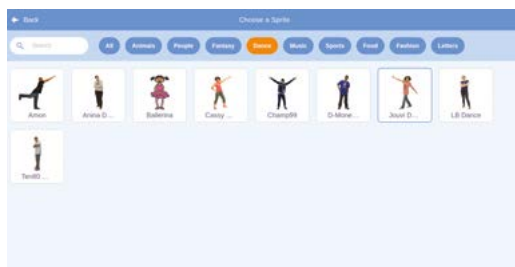 Back
Choose a Sprite
Search
All
Animals
People
Fantasy
Dance
Music
Sports
Food
Fashion
Letters
Amon
Anina D...
Ballerina
Cassy ...
Champ99
D-Mone...
Jouvi D...
LB Dance
Ten80 ...